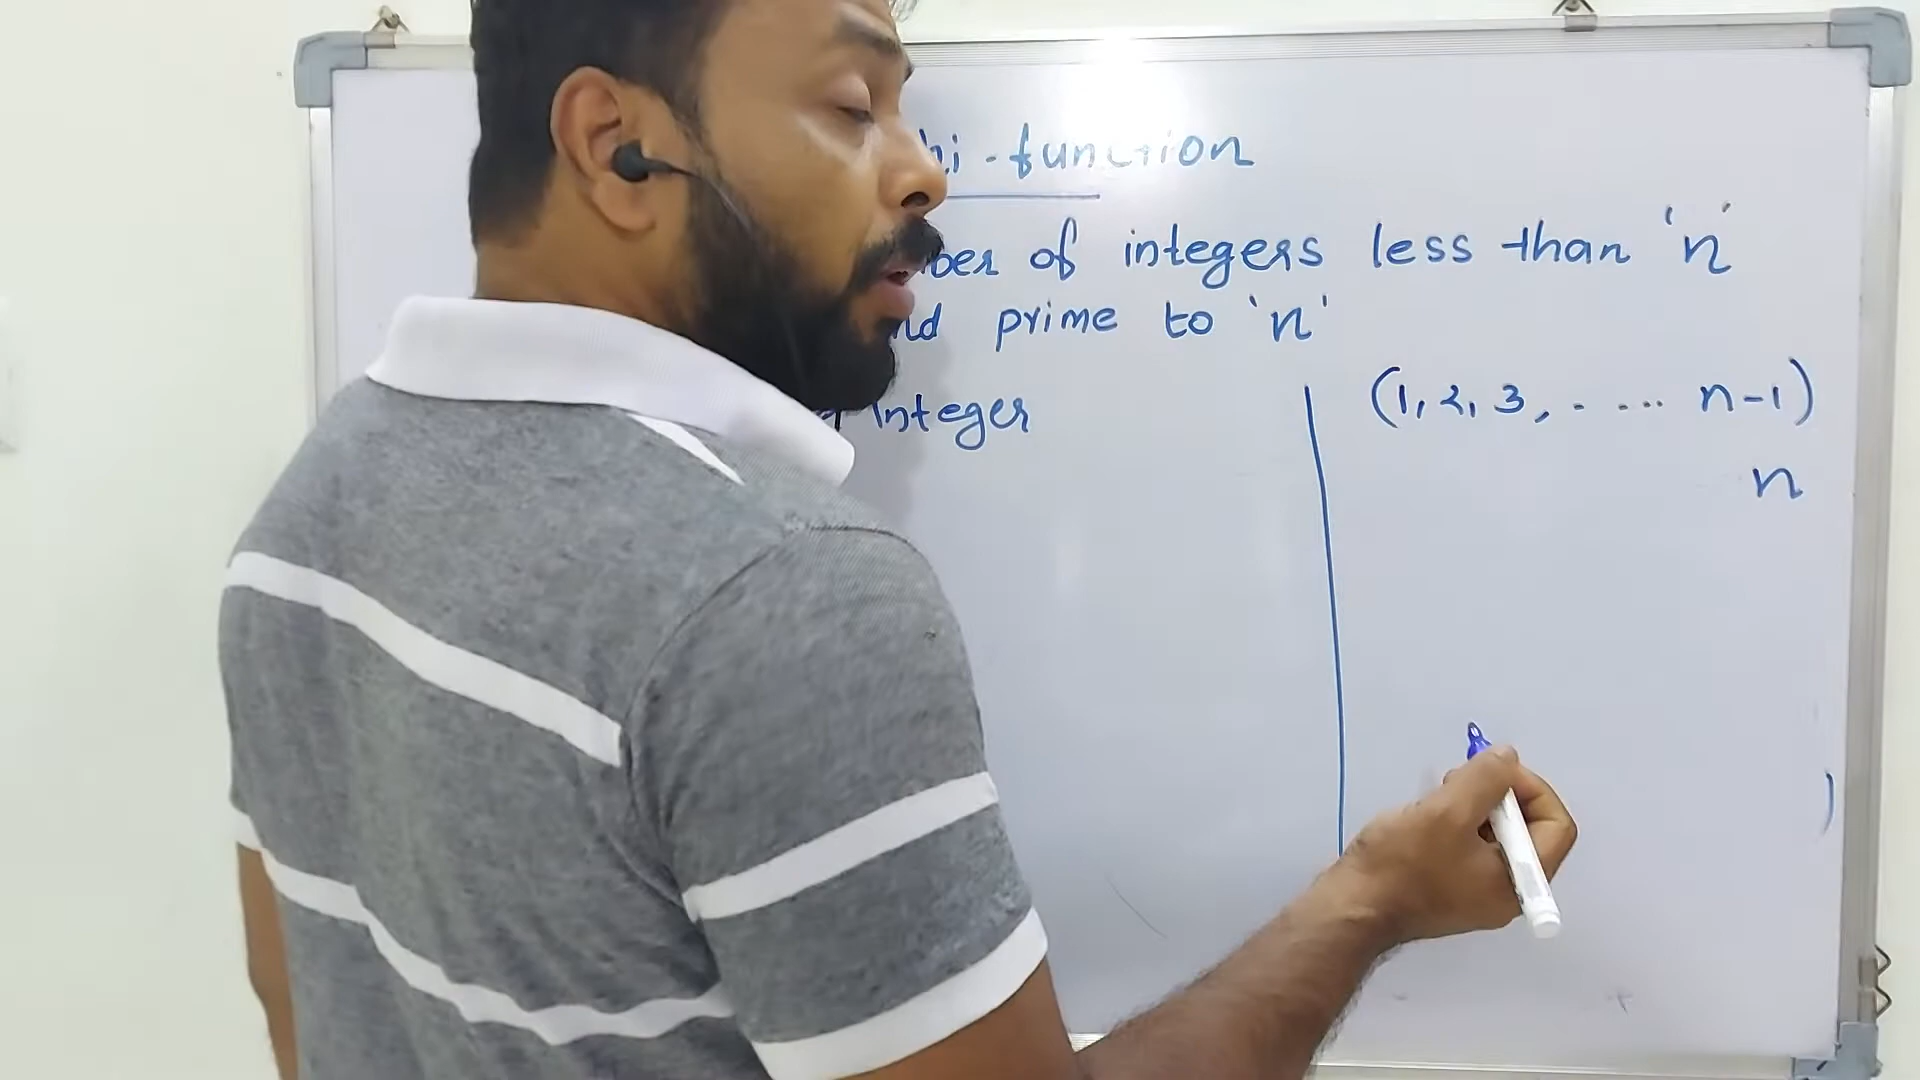 - function
of integers less than 'n'
prime to 'n'
Integer
(1, 2, 3, . .... n-1)
n